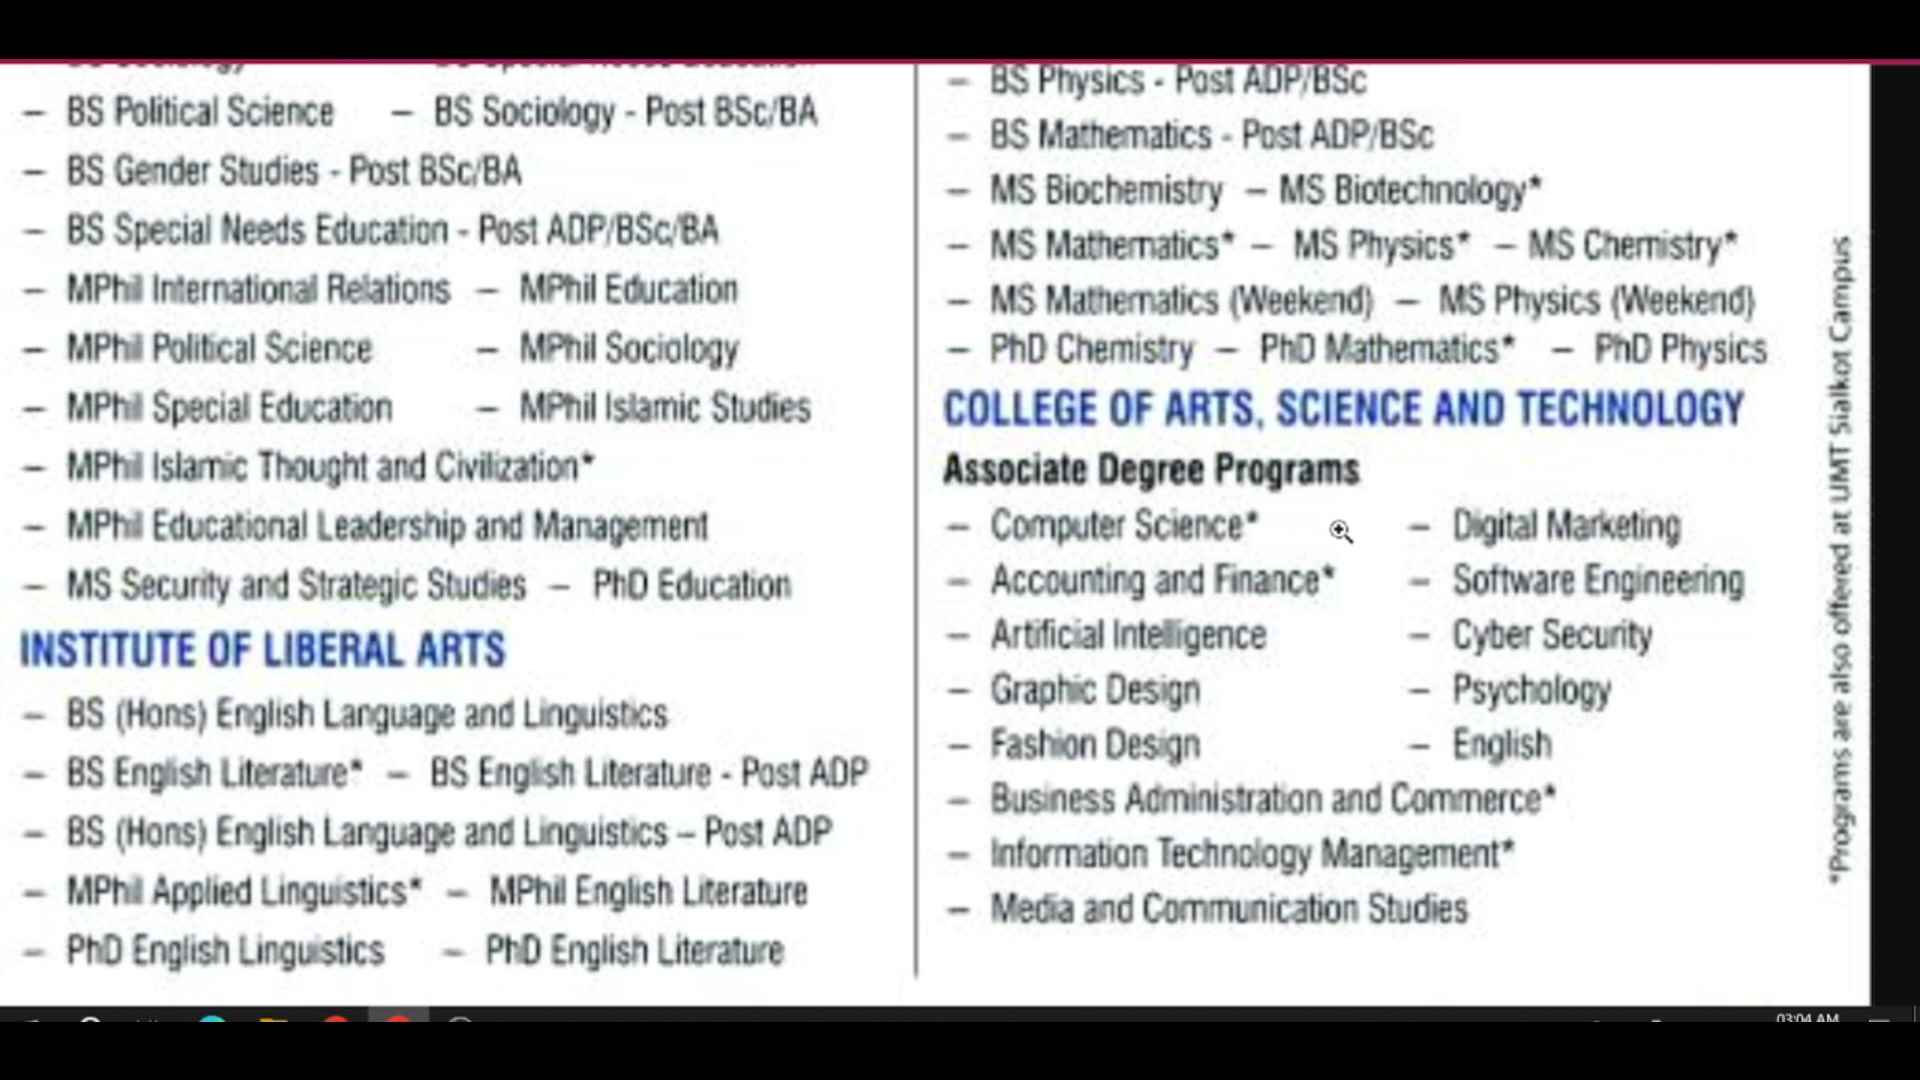 BS Political Science – BS Sociology - Post BSc/BA
– BS Gender Studies - Post BSc/BA
– BS Special Needs Education - Post ADP/BSc/BA
– MPhil International Relations – MPhil Education
– MPhil Political Science – MPhil Sociology
– MPhil Special Education – MPhil Islamic Studies
– MPhil Islamic Thought and Civilization*
– MPhil Educational Leadership and Management
– MS Security and Strategic Studies – PhD Education
INSTITUTE OF LIBERAL ARTS
– BS (Hons) English Language and Linguistics
– BS English Literature* – BS English Literature - Post ADP
– BS (Hons) English Language and Linguistics – Post ADP
– MPhil Applied Linguistics* – MPhil English Literature
– PhD English Linguistics – PhD English Literature
– BS Physics - Post ADP/BSc
– BS Mathematics - Post ADP/BSc
– MS Biochemistry – MS Biotechnology*
– MS Mathematics* – MS Physics* – MS Chemistry*
– MS Mathematics (Weekend) – MS Physics (Weekend)
– PhD Chemistry – PhD Mathematics* – PhD Physics
COLLEGE OF ARTS, SCIENCE AND TECHNOLOGY
Associate Degree Programs
– Computer Science* – Digital Marketing
– Accounting and Finance* – Software Engineering
– Artificial Intelligence – Cyber Security
– Graphic Design – Psychology
– Fashion Design – English
– Business Administration and Commerce*
– Information Technology Management*
– Media and Communication Studies
*Programs are also offered at UMT Sialkot Campus
03:04 AM